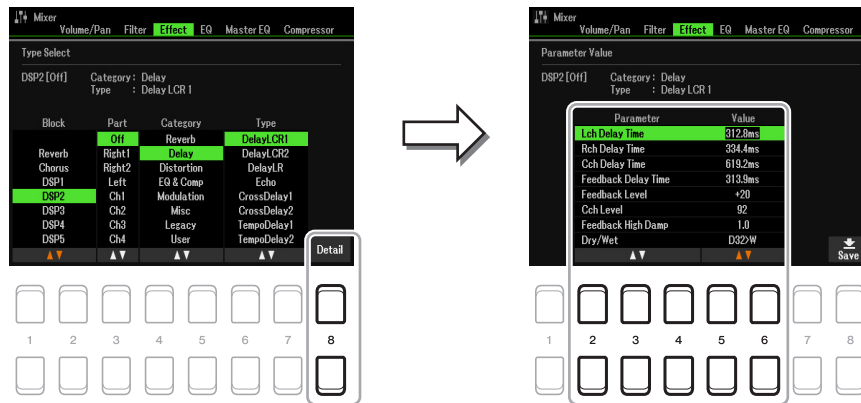 Mixer
Volume/Pan Filter Effect EQ Master EQ Compressor
Type Select
DSP2 [Off] Category : Delay
Type : Delay LCR 1
Block Part Category Type
Off Reverb DelayLCR1
Reverb Right1 Delay DelayLCR2
Chorus Right2 Distortion DelayLR
DSP1 Left EQ & Comp Echo
DSP2 Ch1 Modulation CrossDelay1
DSP3 Ch2 Misc CrossDelay2
DSP4 Ch3 Legacy TempoDelay1
DSP5 Ch4 User TempoDelay2
Detail
1 2 3 4 5 6 7 8
Mixer
Volume/Pan Filter Effect EQ Master EQ Compressor
Parameter Value
DSP2 [Off] Category : Delay
Type : Delay LCR 1
Parameter Value
Lch Delay Time 312.8ms
Rch Delay Time 334.4ms
Cch Delay Time 619.2ms
Feedback Delay Time 313.9ms
Feedback Level +20
Cch Level 92
Feedback High Damp 1.0
Dry/Wet D32>W
Save
1 2 3 4 5 6 7 8